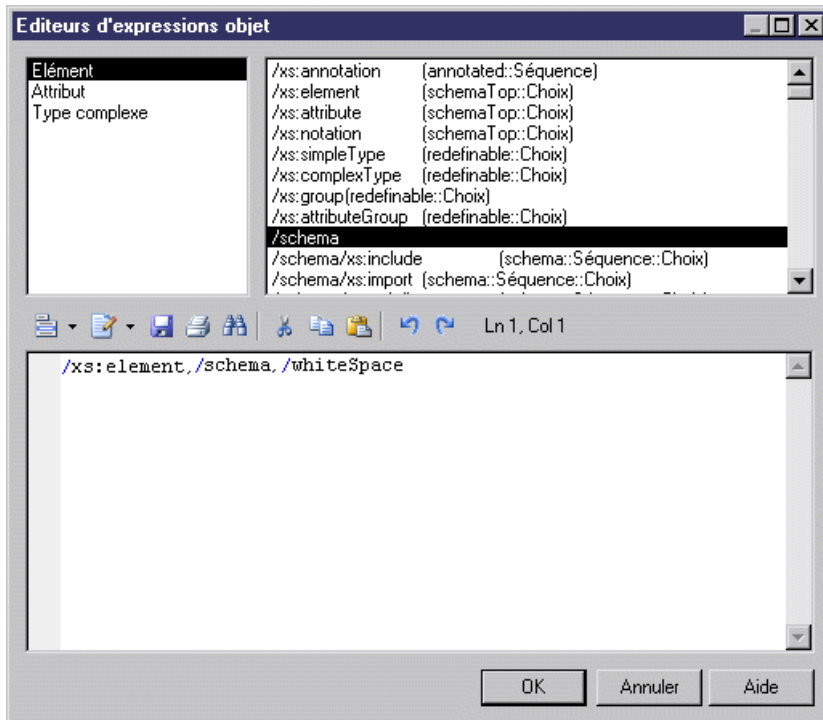 Editeurs d'expressions objet
Elément
Attribut
Type complexe
/xs:annotation (annotated::Séquence)
/xs:element (schemaTop::Choix)
/xs:attribute (schemaTop::Choix)
/xs:notation (schemaTop::Choix)
/xs:simpleType (redefinable::Choix)
/xs:complexType (redefinable::Choix)
/xs:group(redefinable::Choix)
/xs:attributeGroup (redefinable::Choix)
/schema
/schema/xs:include (schema::Séquence::Choix)
/schema/xs:import (schema::Séquence::Choix)
Ln 1, Col 1
/xs:element,/schema,/whiteSpace
OK Annuler Aide